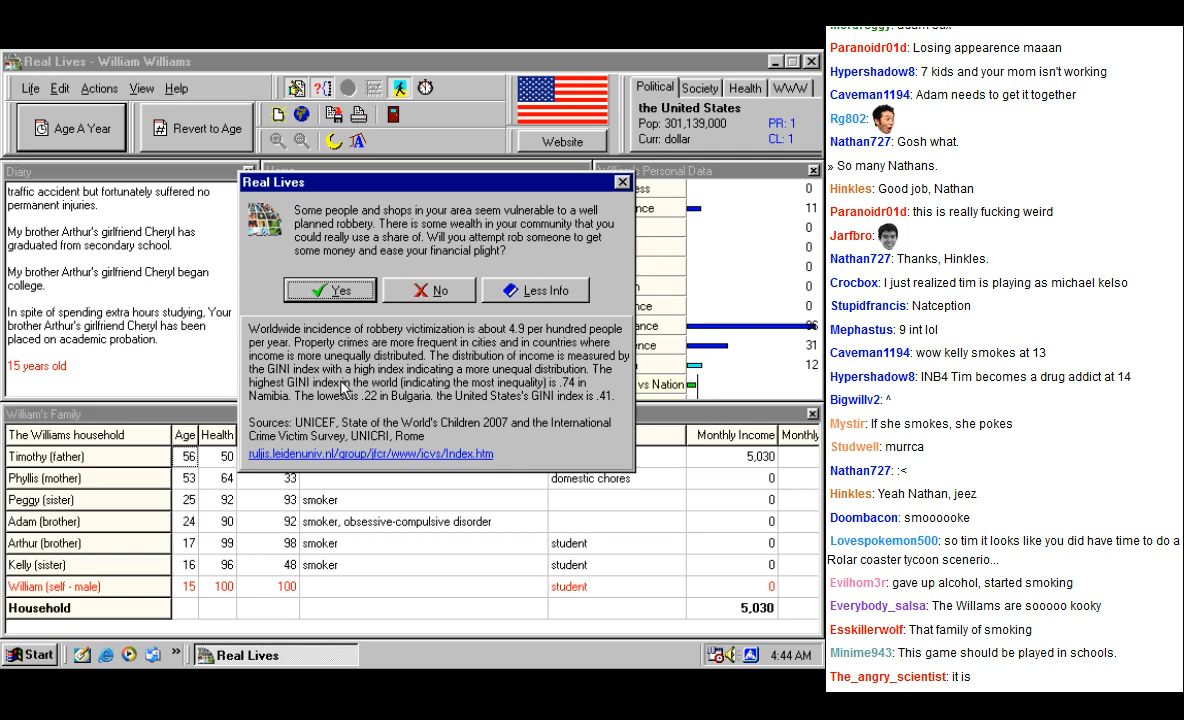 Real Lives - William Williams
Life Edit Actions View Help
Age A Year
Revert to Age
Website
Political Society Health WWW
the United States
Pop: 301,139,000 PR: 1
Curr: dollar CL: 1
Diary
traffic accident but fortunately suffered no
permanent injuries.
My brother Arthur's girlfriend Cheryl has
graduated from secondary school.
My brother Arthur's girlfriend Cheryl began
college.
In spite of spending extra hours studying, Your
brother Arthur's girlfriend Cheryl has been
placed on academic probation.
15 years old
Real Lives
Some people and shops in your area seem vulnerable to a well
planned robbery. There is some wealth in your community that you
could really use a share of. Will you attempt rob someone to get
some money and ease your financial plight?
Yes No Less Info
Worldwide incidence of robbery victimization is about 4.9 per hundred people
per year. Property crimes are more frequent in cities and in countries where
income is more unequally distributed. The distribution of income is measured by
the GINI index with a high index indicating a more unequal distribution. The
highest GINI index in the world (indicating the most inequality) is .74 in
Namibia. The lowest is .22 in Bulgaria. the United States's GINI index is .41.
Sources: UNICEF, State of the World's Children 2007 and the International
Crime Victim Survey, UNICRI, Rome
ruljis.leidenuniv.nl/group/jfcr/www/icvs/Index.htm
Personal Data
0
11
0
0
0
0
0
31
12
vs Nation
William's Family
The Williams household Age Health Monthly Income
Timothy (father) 56 50 5,030
Phyllis (mother) 53 64 33 domestic chores 0
Peggy (sister) 25 92 93 smoker 0
Adam (brother) 24 90 92 smoker, obsessive-compulsive disorder 0
Arthur (brother) 17 99 98 smoker student 0
Kelly (sister) 16 96 48 smoker student 0
William (self - male) 15 100 100 student 0
Household 5,030
Start
Real Lives
4:44 AM
Paranoidr01d: Losing appearence maaan
Hypershadow8: 7 kids and your mom isn't working
Caveman1194: Adam needs to get it together
Rg802:
Nathan727: Gosh what.
» So many Nathans.
Hinkles: Good job, Nathan
Paranoidr01d: this is really fucking weird
Jarfbro:
Nathan727: Thanks, Hinkles.
Crocbox: I just realized tim is playing as michael kelso
Stupidfrancis: Natception
Mephastus: 9 int lol
Caveman1194: wow kelly smokes at 13
Hypershadow8: INB4 Tim becomes a drug addict at 14
Bigwillv2: ^
Mystir: If she smokes, she pokes
Studwell: murrca
Nathan727: :<
Hinkles: Yeah Nathan, jeez
Doombacon: smoooooke
Lovespokemon500: so tim it looks like you did have time to do a
Rolar coaster tycoon scenerio...
Evilhom3r: gave up alcohol, started smoking
Everybody_salsa: The Willams are sooooo kooky
Esskillerwolf: That family of smoking
Minime943: This game should be played in schools.
The_angry_scientist: it is